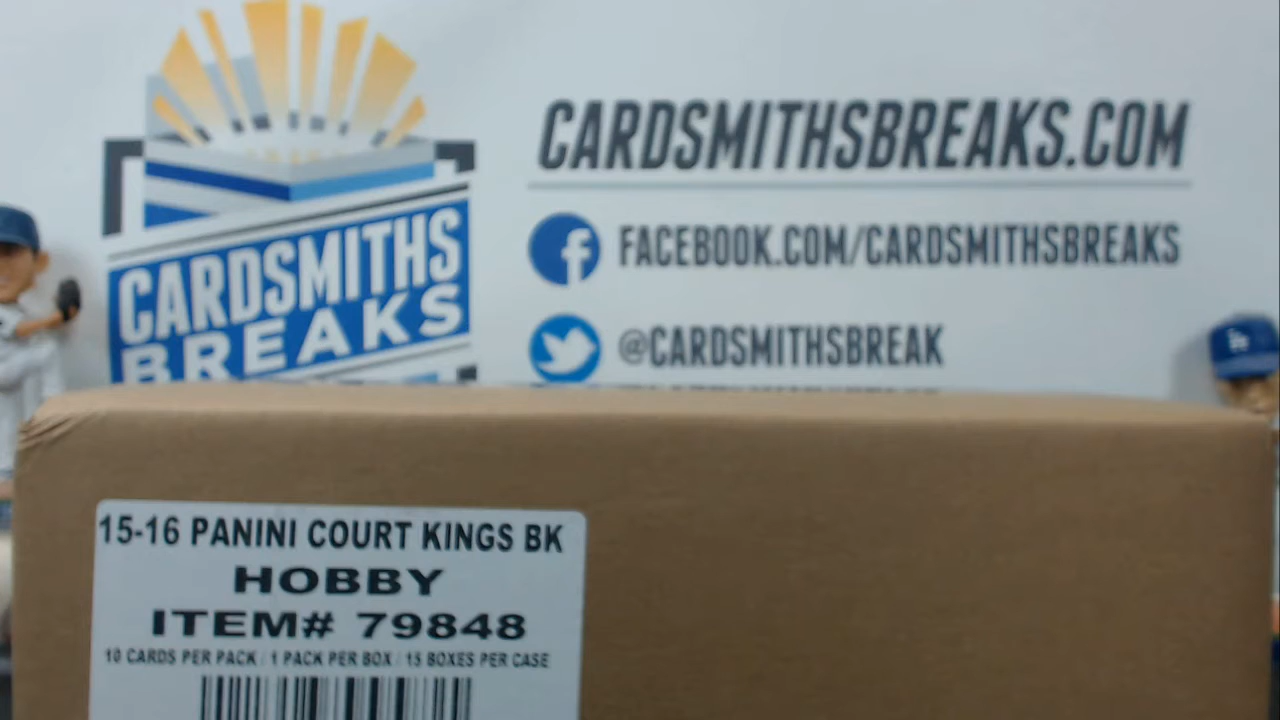 CARDSMITHSBREAKS.COM
FACEBOOK.COM/CARDSMITHSBREAKS
@CARDSMITHSBREAK
CARDSMITHS
BREAKS
15-16 PANINI COURT KINGS BK
HOBBY
ITEM# 79848
10 CARDS PER PACK / 1 PACK PER BOX / 15 BOXES PER CASE